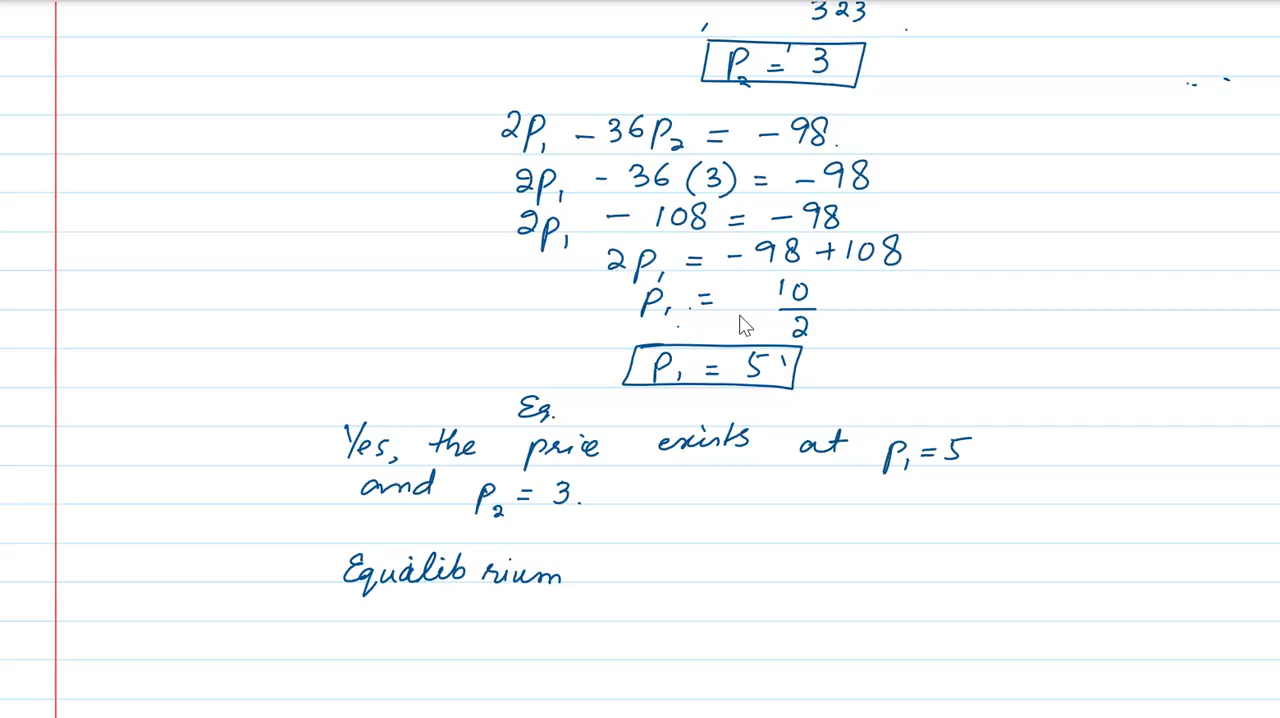 323
P₂ = 3
2P₁ - 36P₂ = -98.
2P₁ - 36 (3) = -98
2P₁ - 108 = -98
2P₁ = -98 + 108
P₁ = 10/2
P₁ = 5
Eq.
Yes, the price exists at P₁ = 5
and P₂ = 3.
Equalibrium